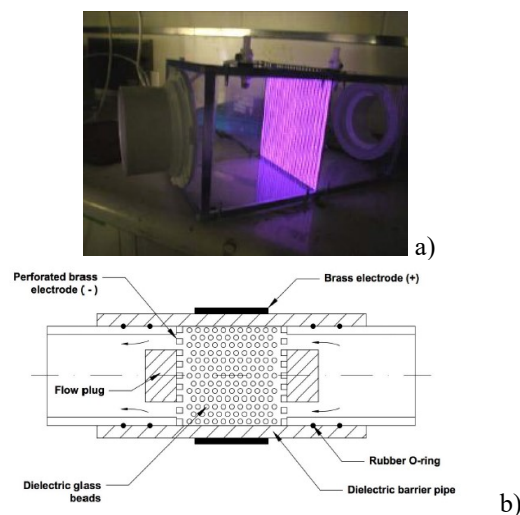 a)
Perforated brass
electrode ( - )
Brass electrode (+)
Flow plug
Dielectric glass
beads
Rubber O-ring
Dielectric barrier pipe
b)